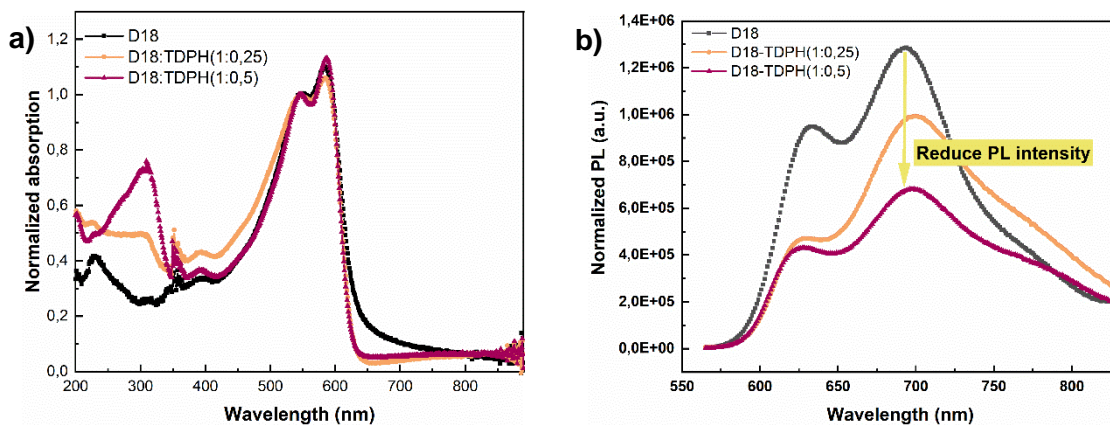 a)
D18
D18:TDPH(1:0,25)
D18:TDPH(1:0,5)
1,2
1,0
0,8
0,6
0,4
0,2
0,0
Normalized absorption
200 300 400 500 600 700 800
Wavelength (nm)
b)
D18
D18-TDPH(1:0,25)
D18-TDPH(1:0,5)
Reduce PL intensity
1,4E+06
1,2E+06
1,0E+06
8,0E+05
6,0E+05
4,0E+05
2,0E+05
0,0E+00
Normalized PL (a.u.)
550 600 650 700 750 800
Wavelength (nm)